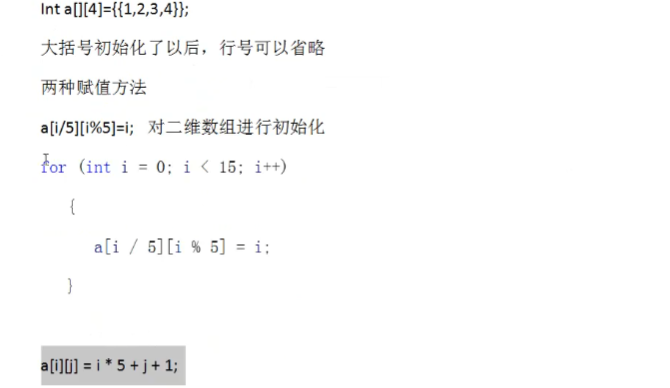 Int a[][4]={{1,2,3,4}};
大括号初始化了以后，行号可以省略
两种赋值方法
a[i/5][i%5]=i; 对二维数组进行初始化
for (int i = 0; i < 15; i++)
{
a[i / 5][i % 5] = i;
}
a[i][j] = i * 5 + j + 1;